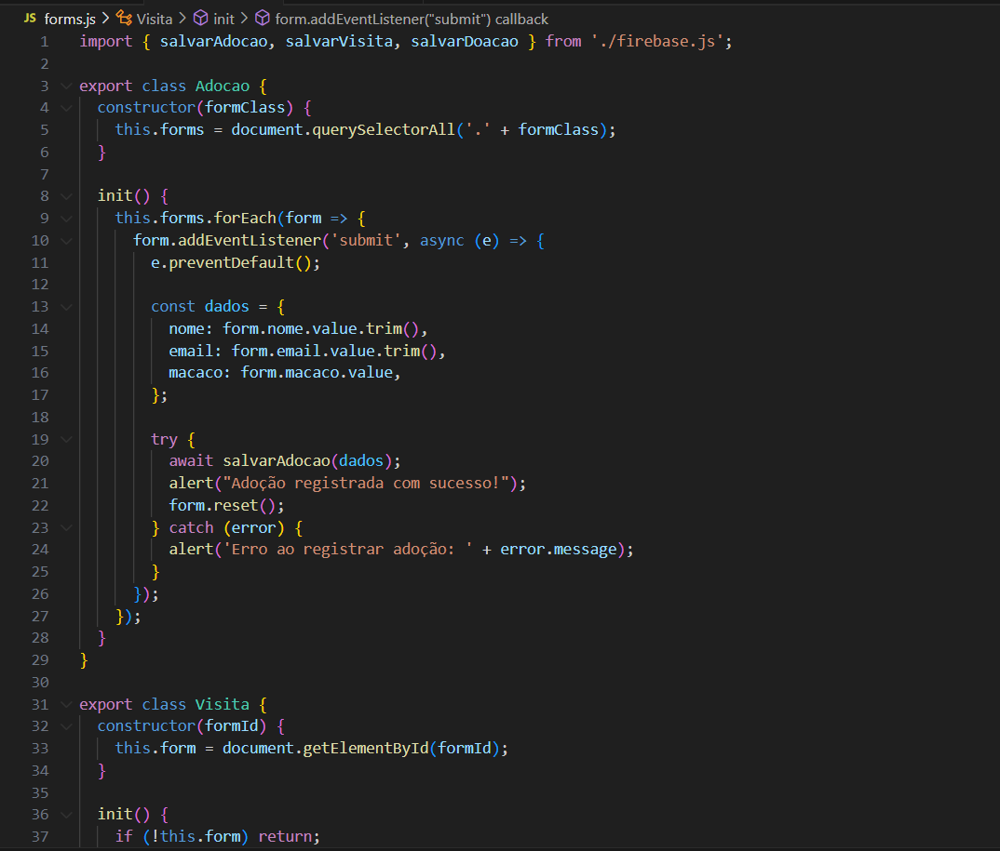 JS forms.js > Visita > init > form.addEventListener("submit") callback
1 import { salvarAdocao, salvarVisita, salvarDoacao } from './firebase.js';
2
3 export class Adocao {
4 constructor(formClass) {
5 this.forms = document.querySelectorAll('.' + formClass);
6 }
7
8 init() {
9 this.forms.forEach(form => {
10 form.addEventListener('submit', async (e) => {
11 e.preventDefault();
12
13 const dados = {
14 nome: form.nome.value.trim(),
15 email: form.email.value.trim(),
16 macaco: form.macaco.value,
17 };
18
19 try {
20 await salvarAdocao(dados);
21 alert("Adoção registrada com sucesso!");
22 form.reset();
23 } catch (error) {
24 alert('Erro ao registrar adoção: ' + error.message);
25 }
26 });
27 });
28 }
29 }
30
31 export class Visita {
32 constructor(formId) {
33 this.form = document.getElementById(formId);
34 }
35
36 init() {
37 if (!this.form) return;